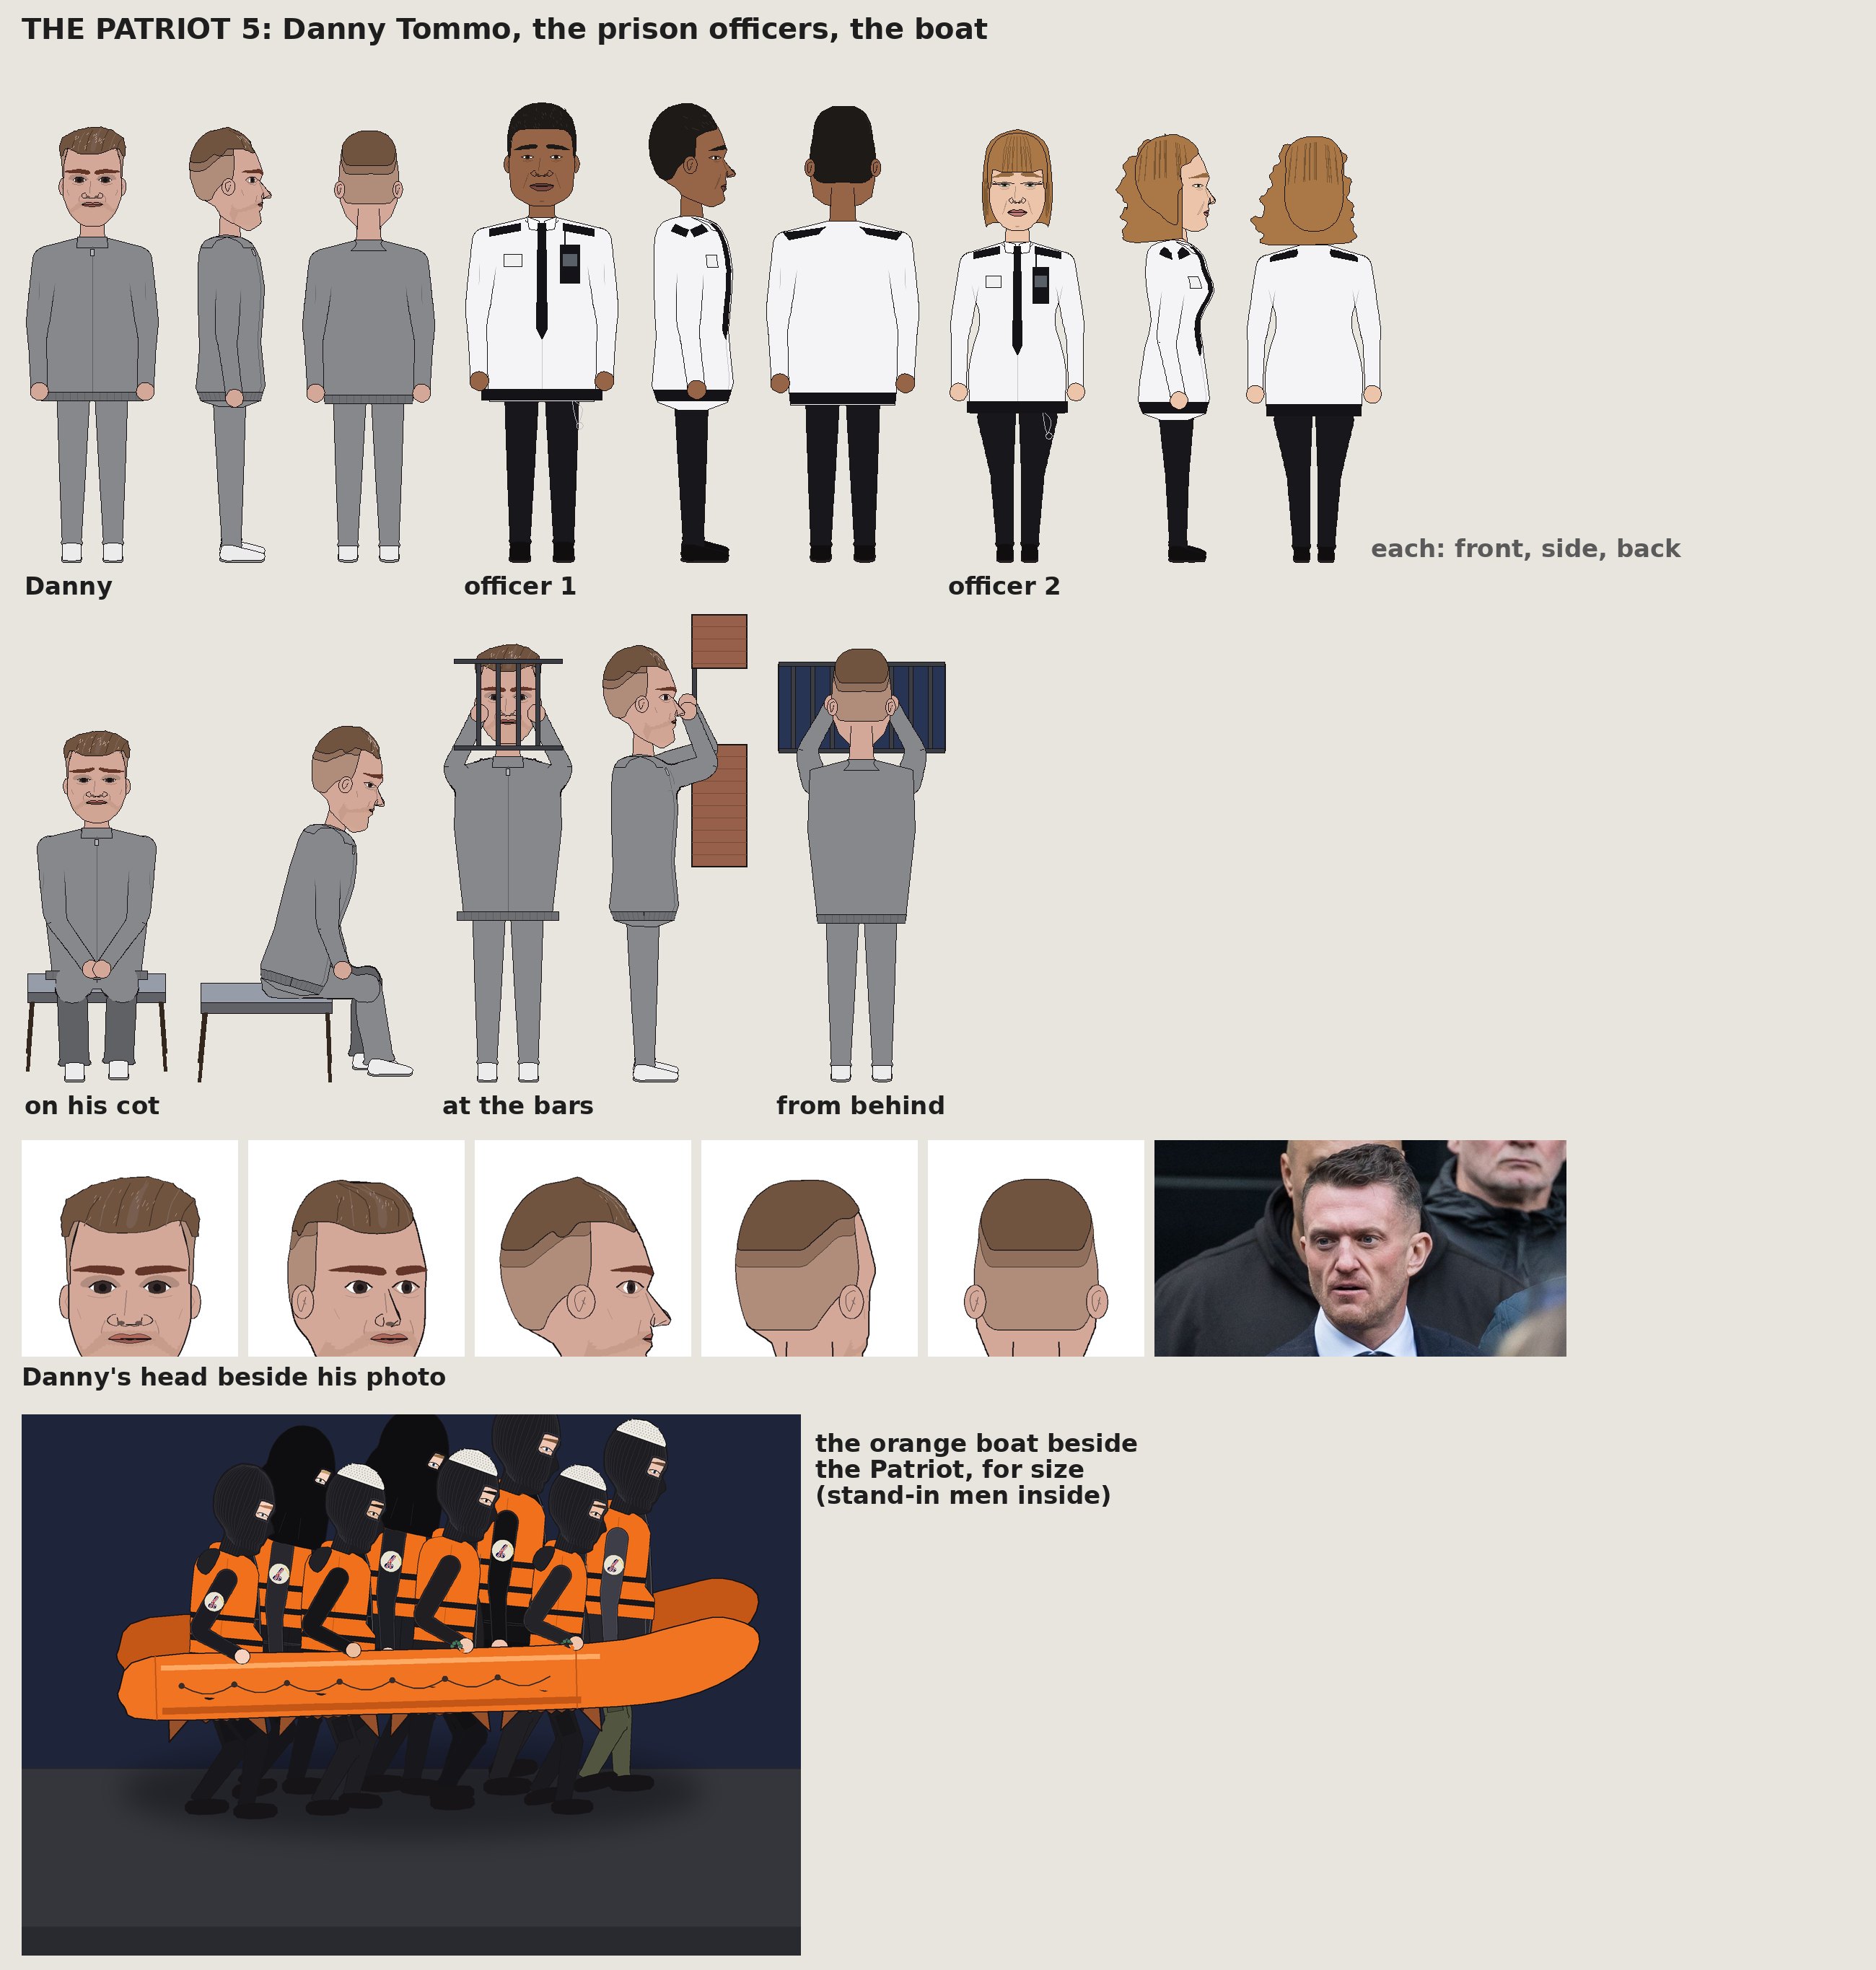 THE PATRIOT 5: Danny Tommo, the prison officers, the boat
each: front, side, back
Danny
officer 1
officer 2
on his cot
at the bars
from behind
Danny's head beside his photo
the orange boat beside
the Patriot, for size
(stand-in men inside)